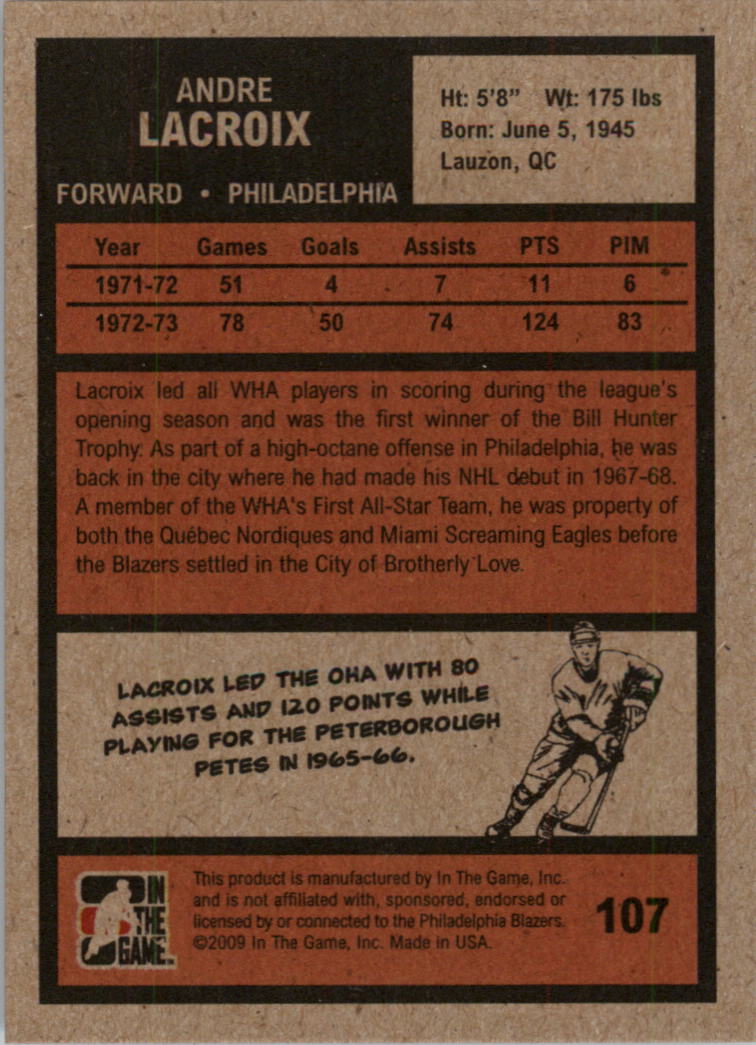 ANDRE
LACROIX
FORWARD • PHILADELPHIA
Ht: 5'8" Wt: 175 lbs
Born: June 5, 1945
Lauzon, QC
Year Games Goals Assists PTS PIM
1971-72 51 4 7 11 6
1972-73 78 50 74 124 83
Lacroix led all WHA players in scoring during the league's
opening season and was the first winner of the Bill Hunter
Trophy. As part of a high-octane offense in Philadelphia, he was
back in the city where he had made his NHL debut in 1967-68.
A member of the WHA's First All-Star Team, he was property of
both the Québec Nordiques and Miami Screaming Eagles before
the Blazers settled in the City of Brotherly Love.
LACROIX LED THE OHA WITH 80
ASSISTS AND 120 POINTS WHILE
PLAYING FOR THE PETERBOROUGH
PETES IN 1965-66.
IN
THE
GAME™
This product is manufactured by In The Game, Inc.
and is not affiliated with, sponsored, endorsed or
licensed by or connected to the Philadelphia Blazers.
©2009 In The Game, Inc. Made in USA.
107